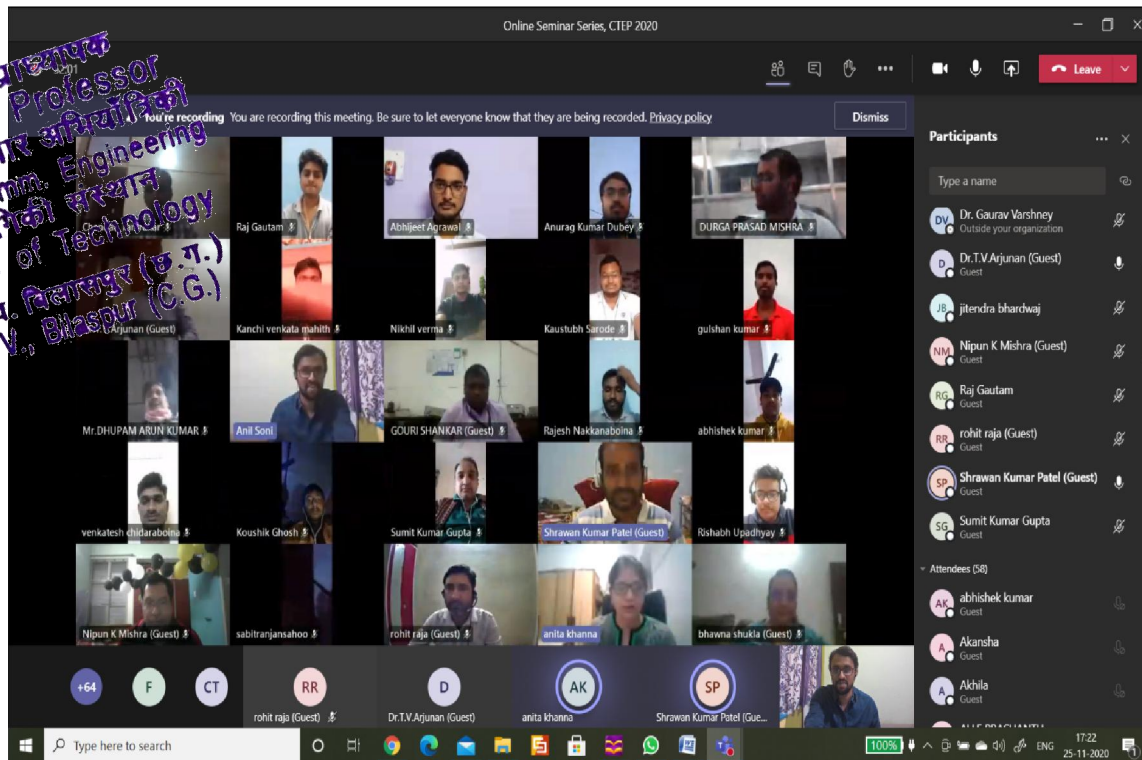 Online Seminar Series, CTEP 2020
प्राध्यापक
Professor
अभियाँत्रिकी
Engineering
संस्थान
of Technology
बिलासपुर (छ.ग.)
Bilaspur (C.G.)
Leave
You're recording You are recording this meeting. Be sure to let everyone know that they are being recorded. Privacy policy
Dismiss
Raj Gautam
Abhijeet Agrawal
Anurag Kumar Dubey
DURGA PRASAD MISHRA
Arjunan (Guest)
Kanchi venkata mahith
Nikhil verma
Kaustubh Sarode
gulshan kumar
Mr.DHUPAM ARUN KUMAR
Anil Soni
GOURI SHANKAR (Guest)
Rajesh Nakkanaboina
abhishek kumar
venkatesh chidaraboina
Koushik Ghosh
Sumit Kumar Gupta
Shrawan Kumar Patel (Guest)
Rishabh Upadhyay
Nipun K Mishra (Guest)
sabitranjansahoo
rohit raja (Guest)
anita khanna
bhawna shukla (Guest)
+64
F
CT
RR
rohit raja (Guest)
D
Dr.T.V.Arjunan (Guest)
AK
anita khanna
SP
Shrawan Kumar Patel (Gue...
Participants
Type a name
DV
Dr. Gaurav Varshney
Outside your organization
D
Dr.T.V.Arjunan (Guest)
Guest
JB
jitendra bhardwaj
NM
Nipun K Mishra (Guest)
Guest
RG
Raj Gautam
Guest
RR
rohit raja (Guest)
Guest
SP
Shrawan Kumar Patel (Guest)
Guest
SG
Sumit Kumar Gupta
Guest
Attendees (58)
AK
abhishek kumar
Guest
A
Akansha
Guest
A
Akhila
Guest
Type here to search
100%
ENG
17:22
25-11-2020